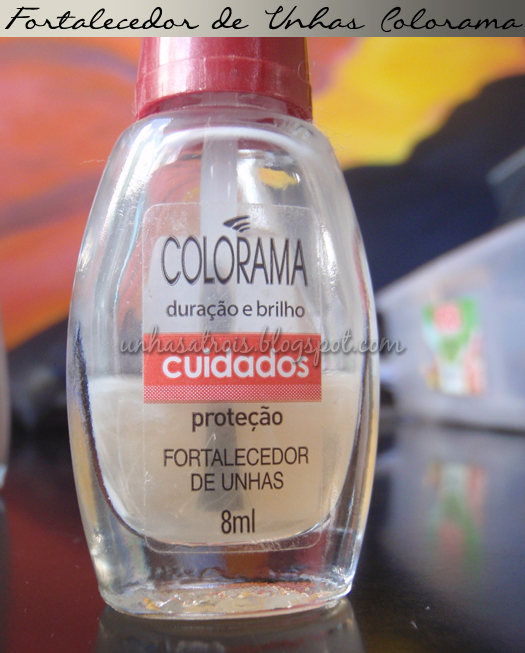 Fortalecedor de Unhas Colorama
COLORAMA
duração e brilho
unhasatrois.blogspot.com
cuidados
proteção
FORTALECEDOR
DE UNHAS
8ml